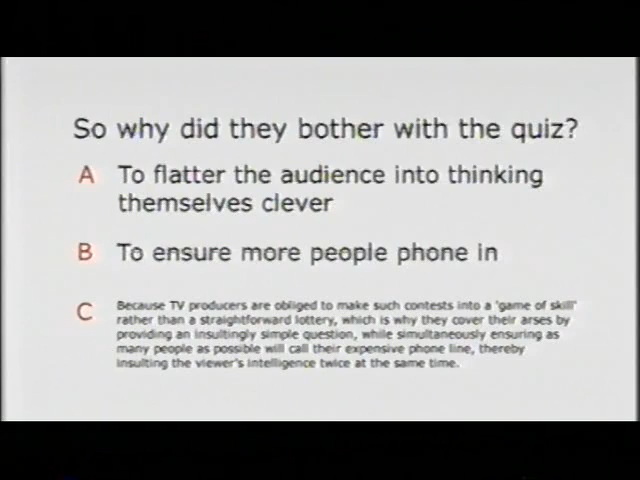 So why did they bother with the quiz?
A To flatter the audience into thinking
themselves clever
B To ensure more people phone in
C Because TV producers are obliged to make such contests into a 'game of skill'
rather than a straightforward lottery, which is why they cover their arses by
providing an insultingly simple question, while simultaneously ensuring as
many people as possible will call their expensive phone line, thereby
insulting the viewer's intelligence twice at the same time.